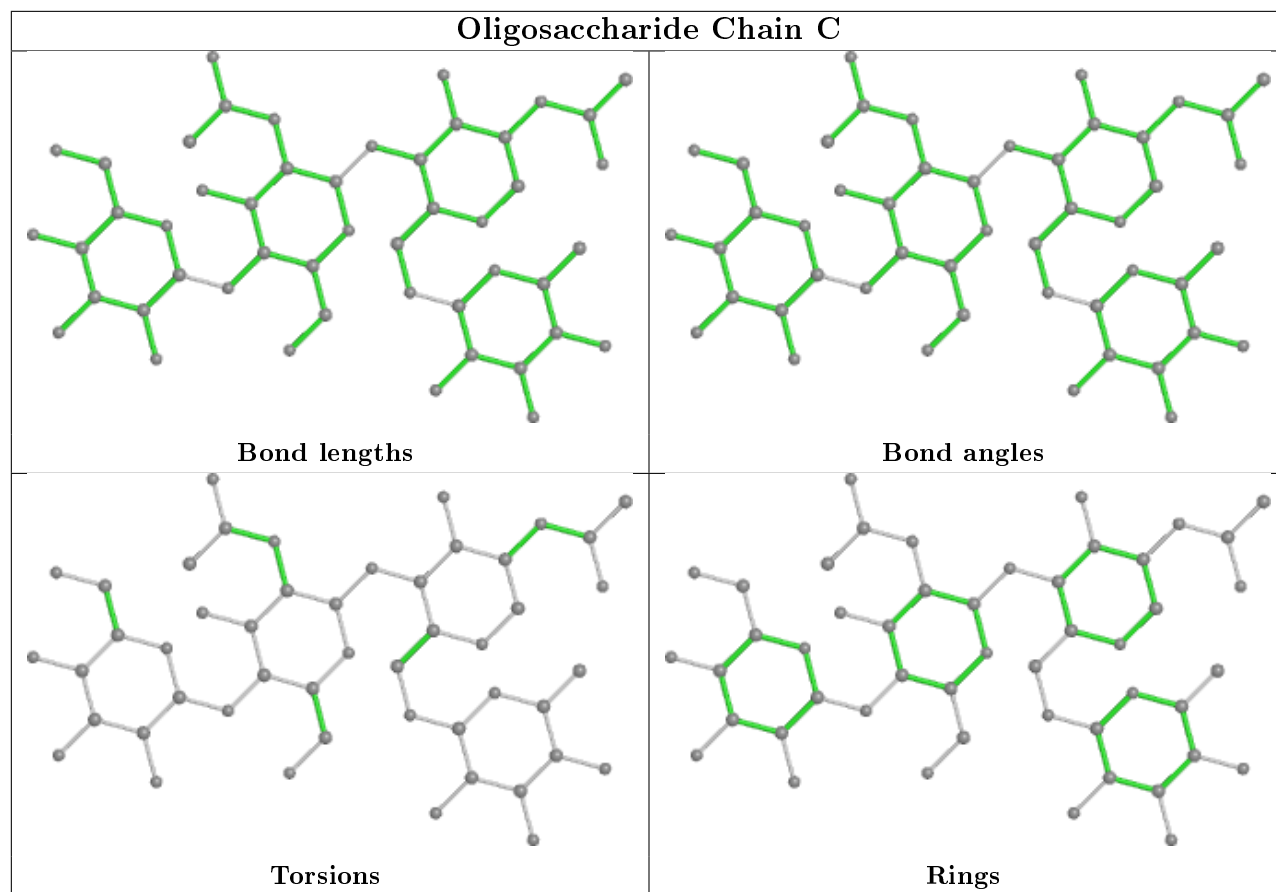 Oligosaccharide Chain C
Bond lengths
Bond angles
Torsions
Rings